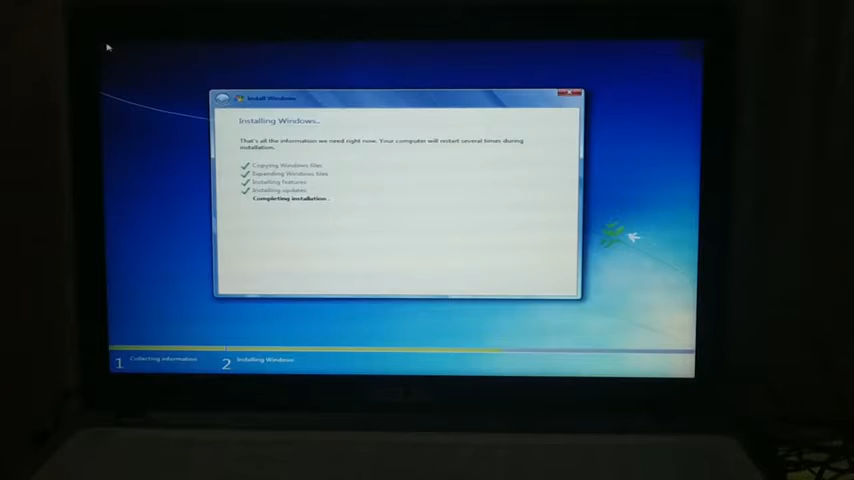 Install Windows
Installing Windows...
That's all the information we need right now. Your computer will restart several times during
installation.
Copying Windows files
Expanding Windows files
Installing features
Installing updates
Completing installation .
1 Collecting information
2 Installing Windows